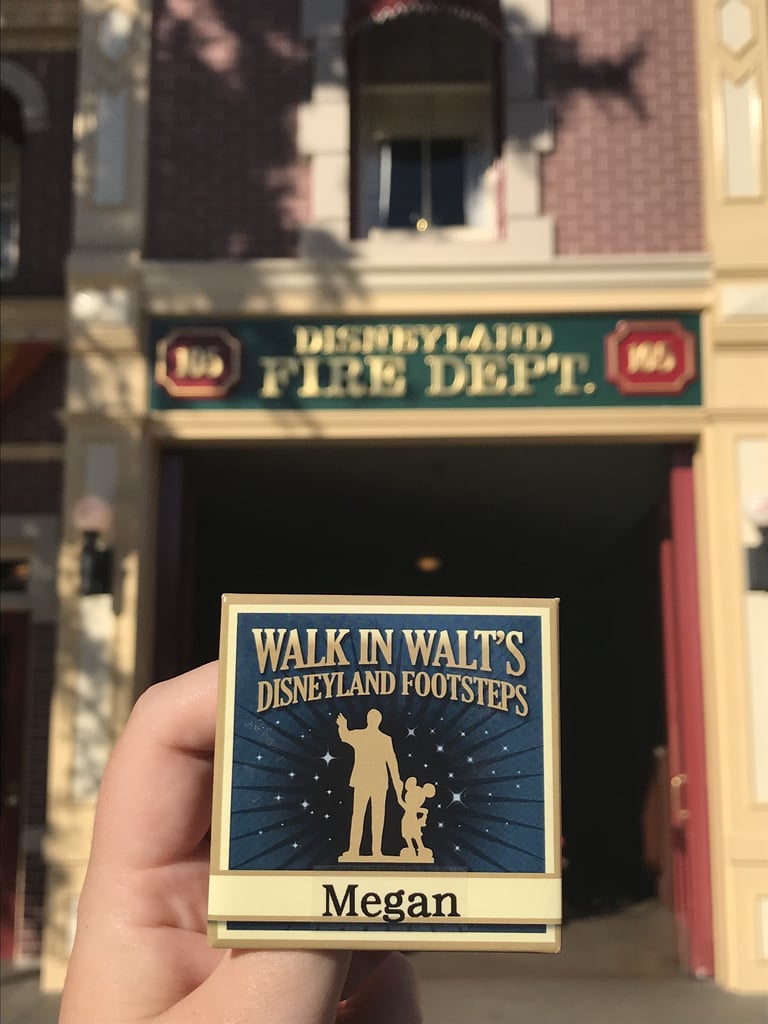 DISNEYLAND
105 FIRE DEPT. 105
WALK IN WALT'S
DISNEYLAND FOOTSTEPS
Megan